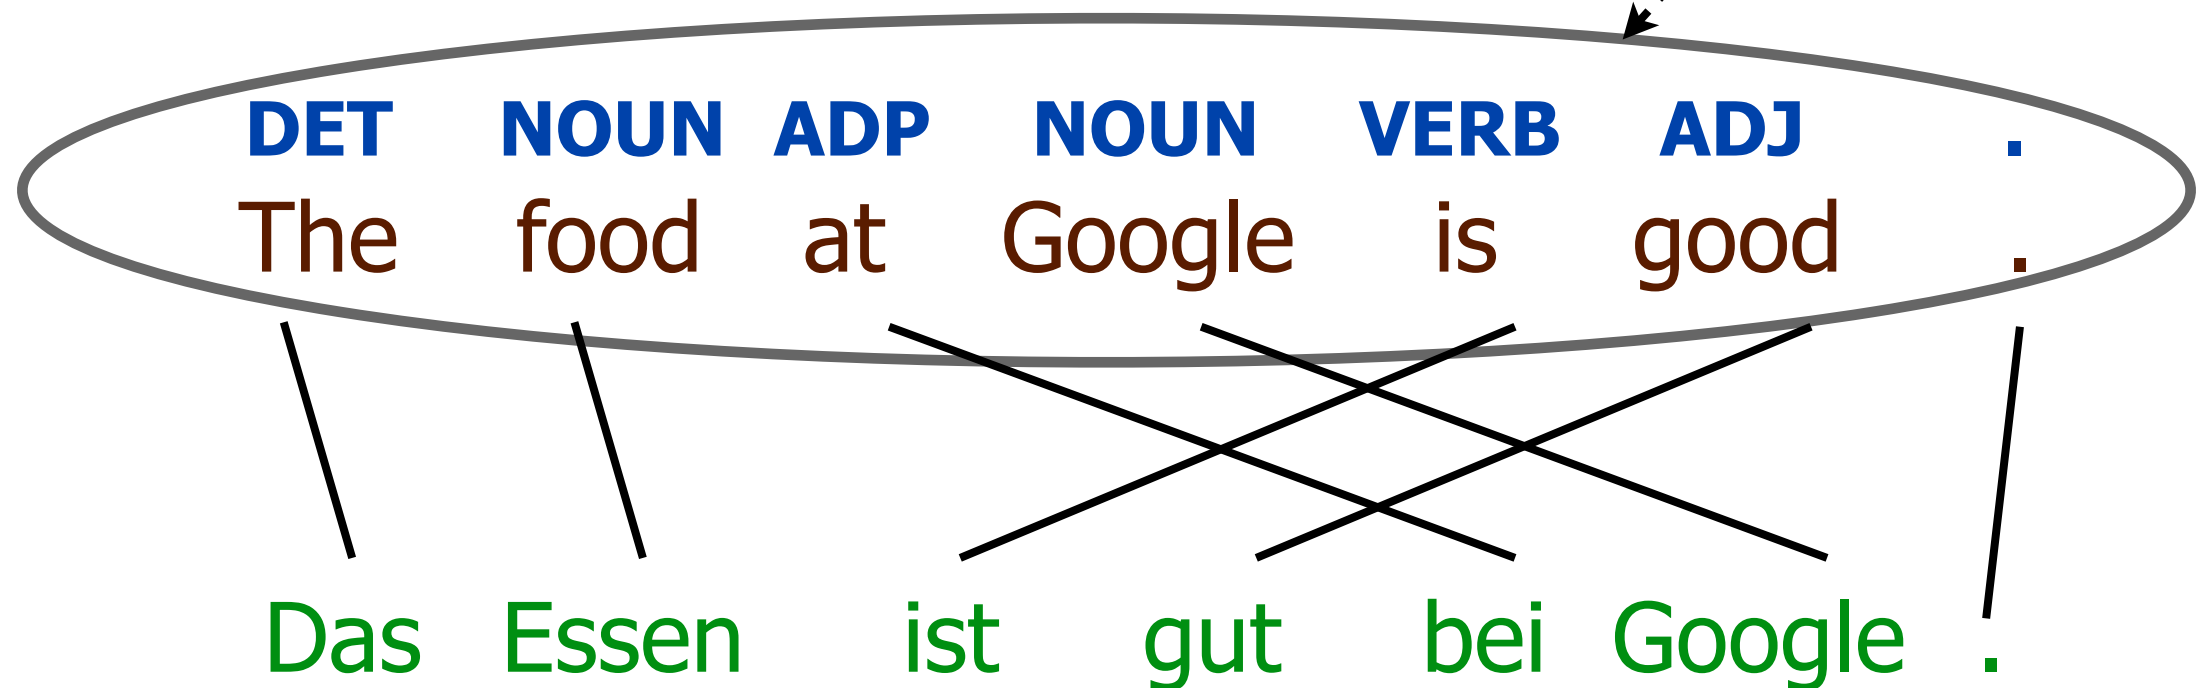 DET NOUN ADP NOUN VERB ADJ .
The food at Google is good .
Das Essen ist gut bei Google .